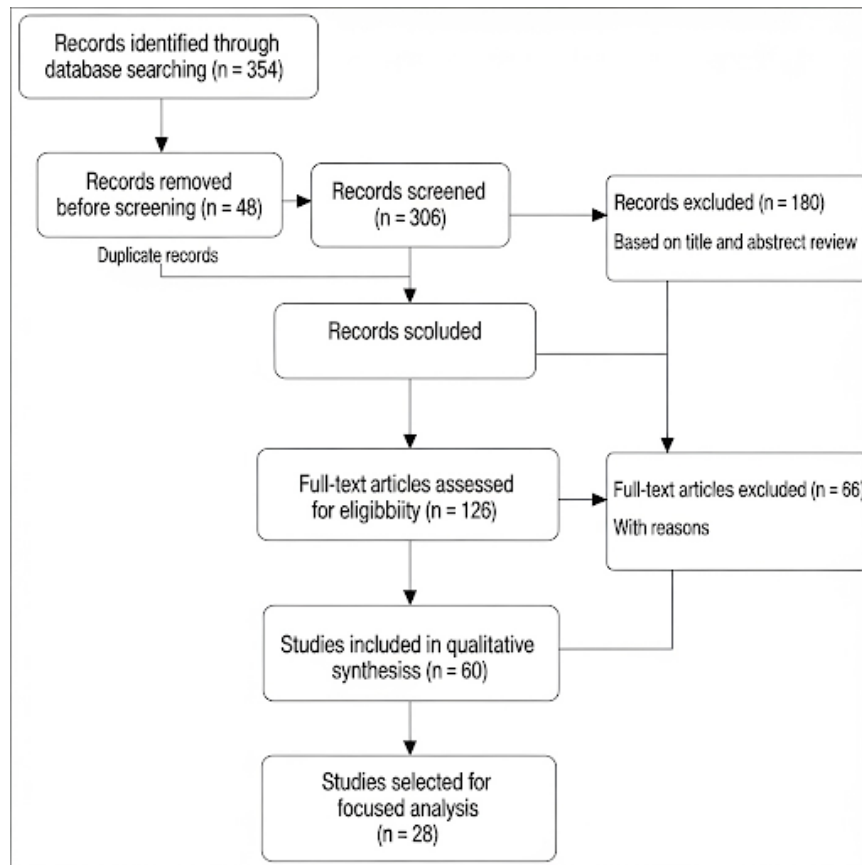 Records identified through
database searching (n = 354)
Records removed
before screening (n = 48)
Records screened
(n = 306)
Records excluded (n = 180)
Based on title and abstrect review
Duplicate records
Records scoluded
Full-text articles assessed
for eligibbiity (n = 126)
Full-text articles excluded (n = 66)
With reasons
Studies included in qualitative
synthesiss (n = 60)
Studies selected for
focused analysis
(n = 28)